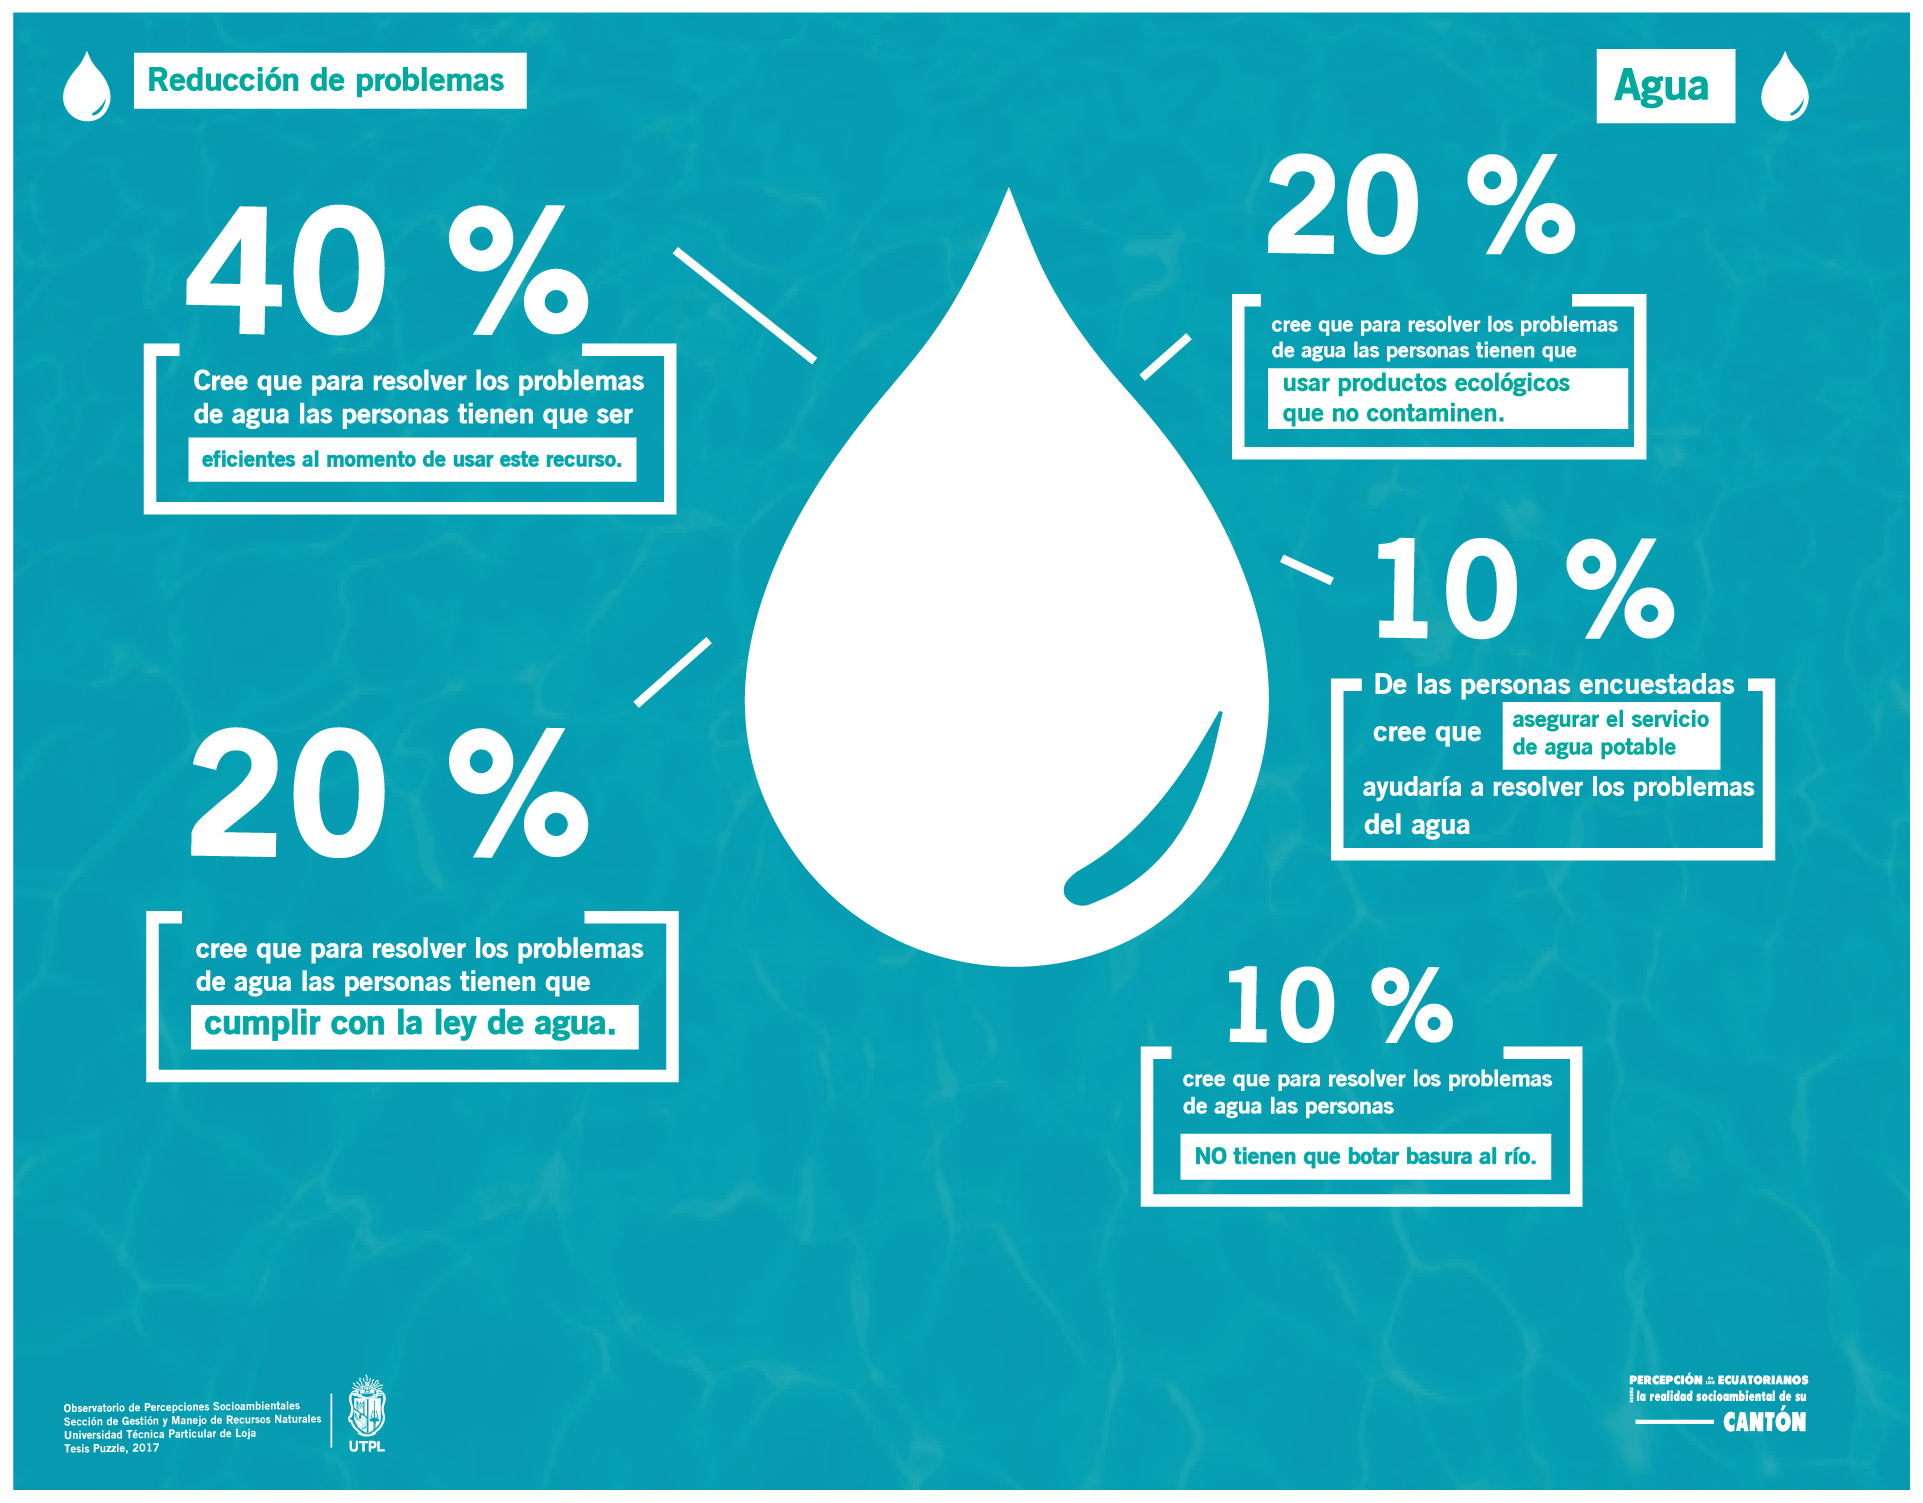 Reducción de problemas
Agua
40 %
Cree que para resolver los problemas
de agua las personas tienen que ser
eficientes al momento de usar este recurso.
20 %
cree que para resolver los problemas
de agua las personas tienen que
cumplir con la ley de agua.
20 %
cree que para resolver los problemas
de agua las personas tienen que
usar productos ecológicos
que no contaminen.
10 %
De las personas encuestadas
cree que asegurar el servicio
de agua potable
ayudaría a resolver los problemas
del agua
10 %
cree que para resolver los problemas
de agua las personas
NO tienen que botar basura al río.
Observatorio de Percepciones Socioambientales
Sección de Gestión y Manejo de Recursos Naturales
Universidad Técnica Particular de Loja
Tesis Puzzle, 2017
UTPL
PERCEPCIÓN DE LOS ECUATORIANOS
SOBRE la realidad socioambiental de su
CANTÓN